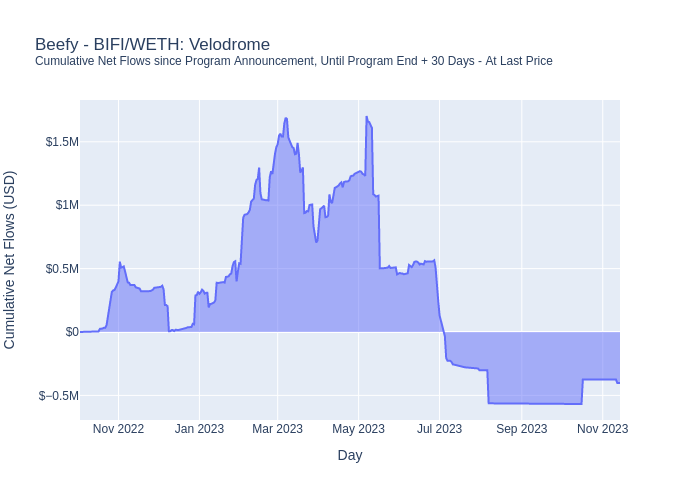 Beefy - BIFI/WETH: Velodrome
Cumulative Net Flows since Program Announcement, Until Program End + 30 Days - At Last Price
Cumulative Net Flows (USD)
$1.5M
$1M
$0.5M
$0
$−0.5M
Nov 2022
Jan 2023
Mar 2023
May 2023
Jul 2023
Sep 2023
Nov 2023
Day